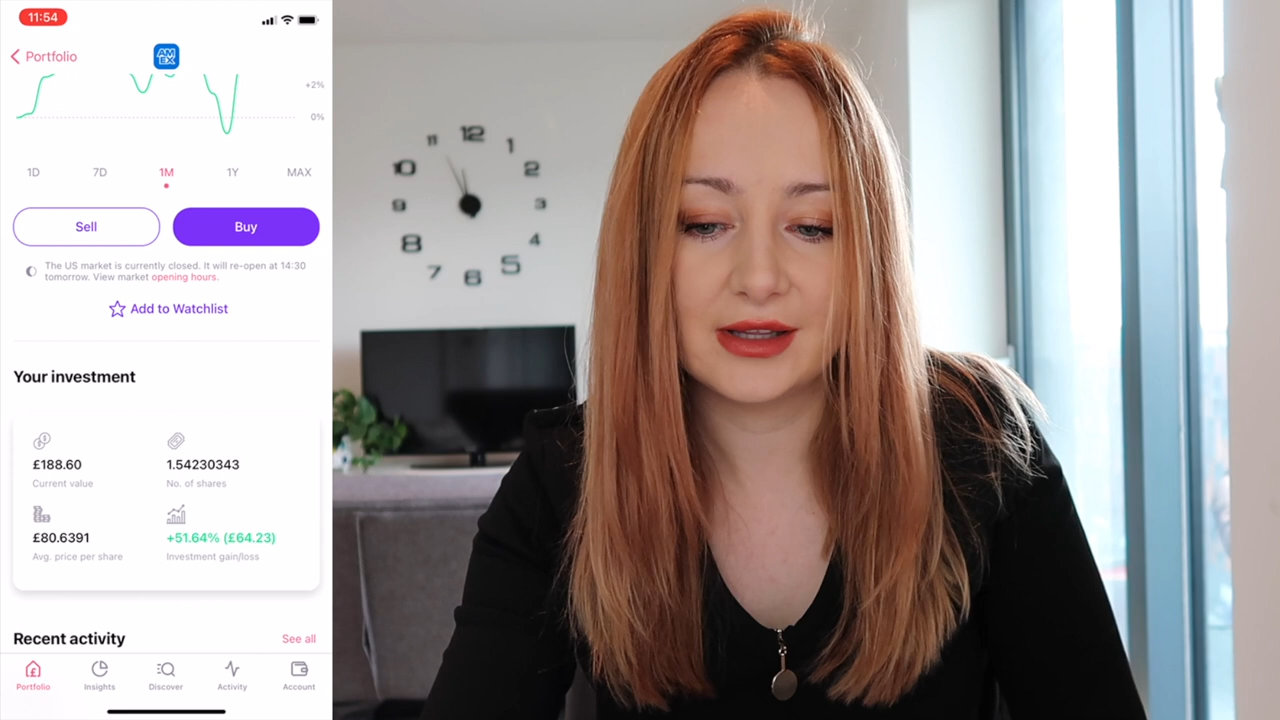 11:54
Portfolio
AM
EX
+2%
0%
1D 7D 1M 1Y MAX
Sell Buy
The US market is currently closed. It will re-open at 14:30
tomorrow. View market opening hours.
Add to Watchlist
Your investment
£188.60 1.54230343
Current value No. of shares
£80.6391 +51.64% (£64.23)
Avg. price per share Investment gain/loss
Recent activity See all
Portfolio Insights Discover Activity Account
12
1
2
3
4
5
6
7
8
9
10
11